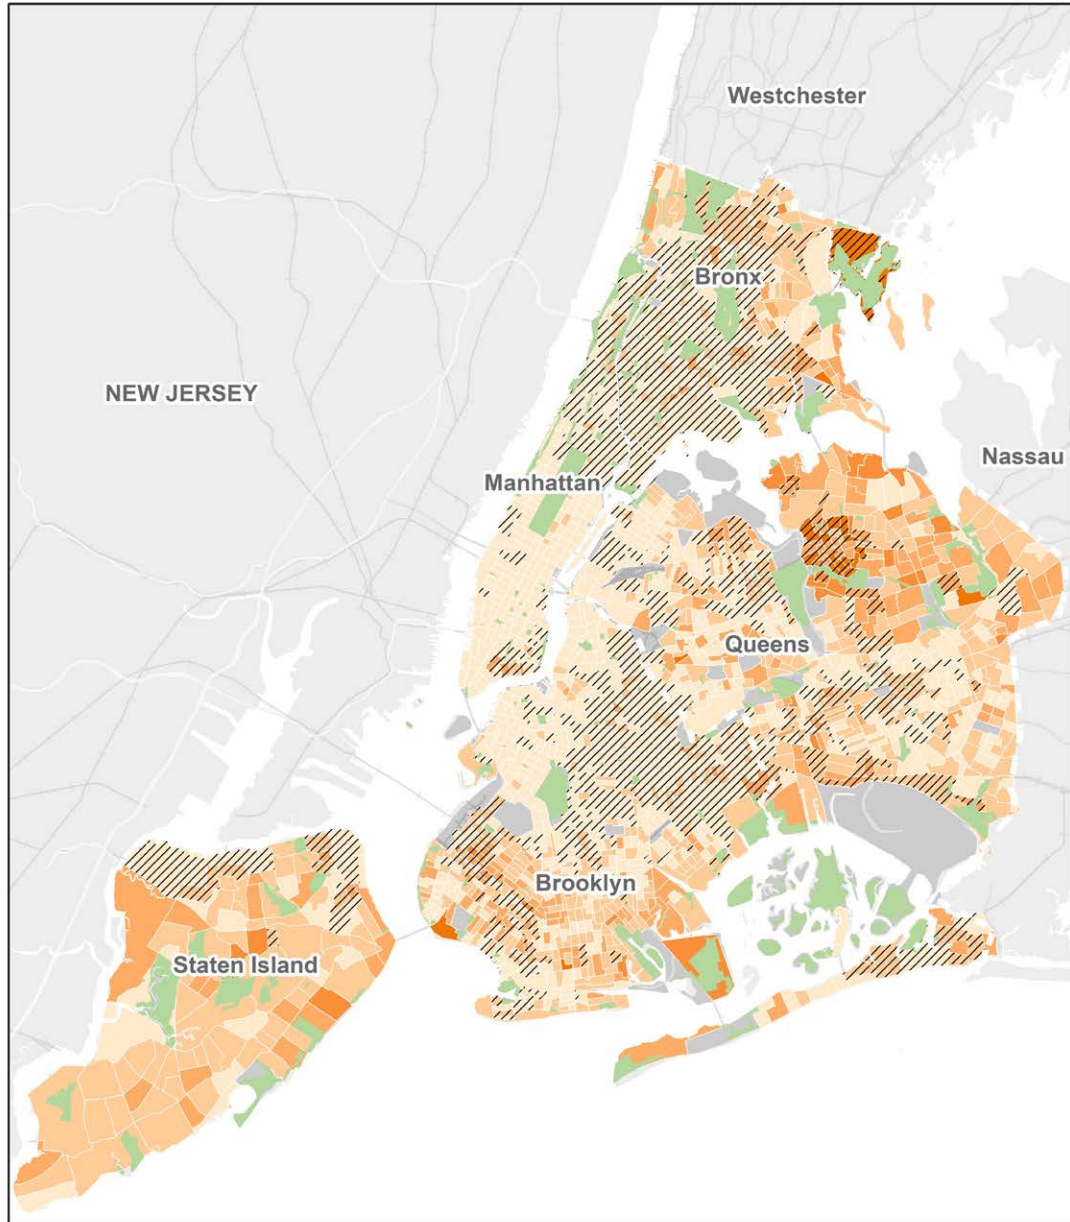 Westchester
Bronx
NEW JERSEY
Nassau
Manhattan
Queens
Brooklyn
Staten Island